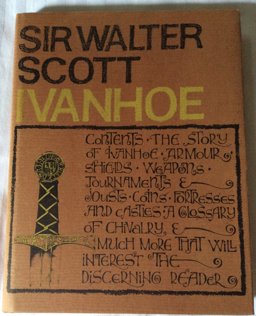 SIR WALTER
SCOTT
IVANHOE
CONTENTS · THE STORY
OF IVANHOE · ARMOUR &
SHIELDS · WEAPONS ·
TOURNAMENTS &
JOUSTS · COINS · FORTRESSES
AND CASTLES · A GLOSSARY
OF CHIVALRY, &
MUCH MORE THAT WILL
INTEREST THE
DISCERNING READER